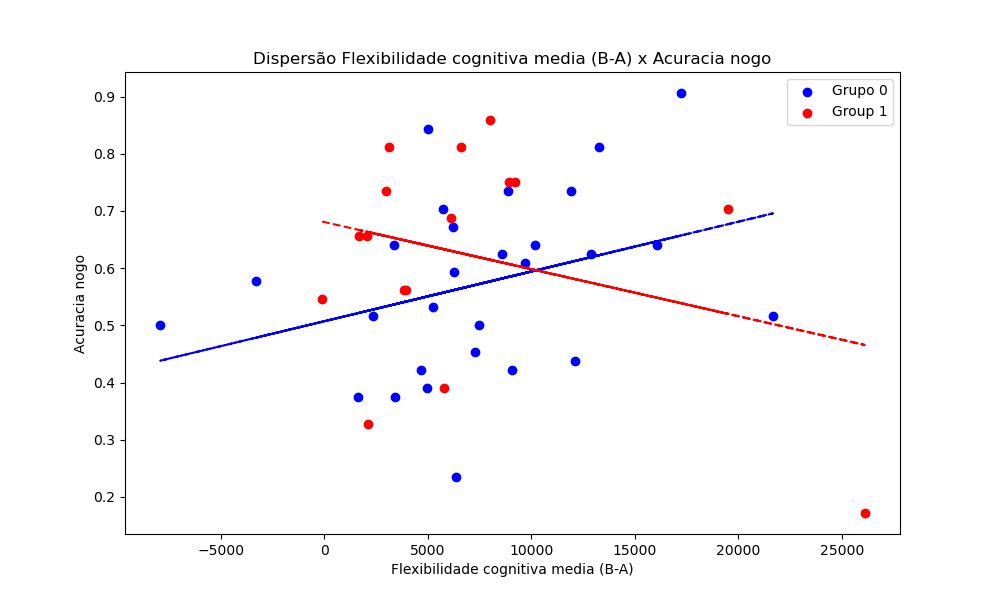 Dispersão Flexibilidade cognitiva media (B-A) x Acuracia nogo
Grupo 0
Group 1
0.9
0.8
0.7
0.6
0.5
0.4
0.3
0.2
Acuracia nogo
−5000 0 5000 10000 15000 20000 25000
Flexibilidade cognitiva media (B-A)